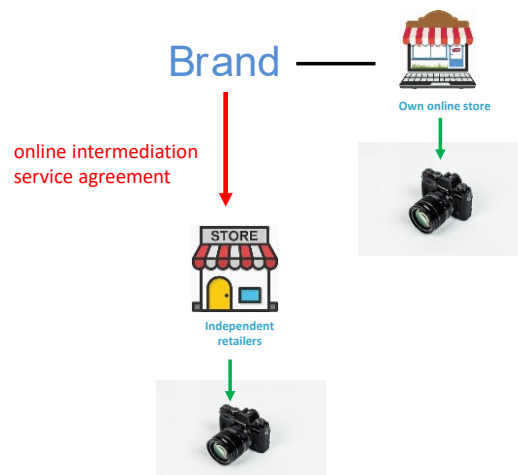 Brand
Own online store
online intermediation
service agreement
STORE
Independent
retailers